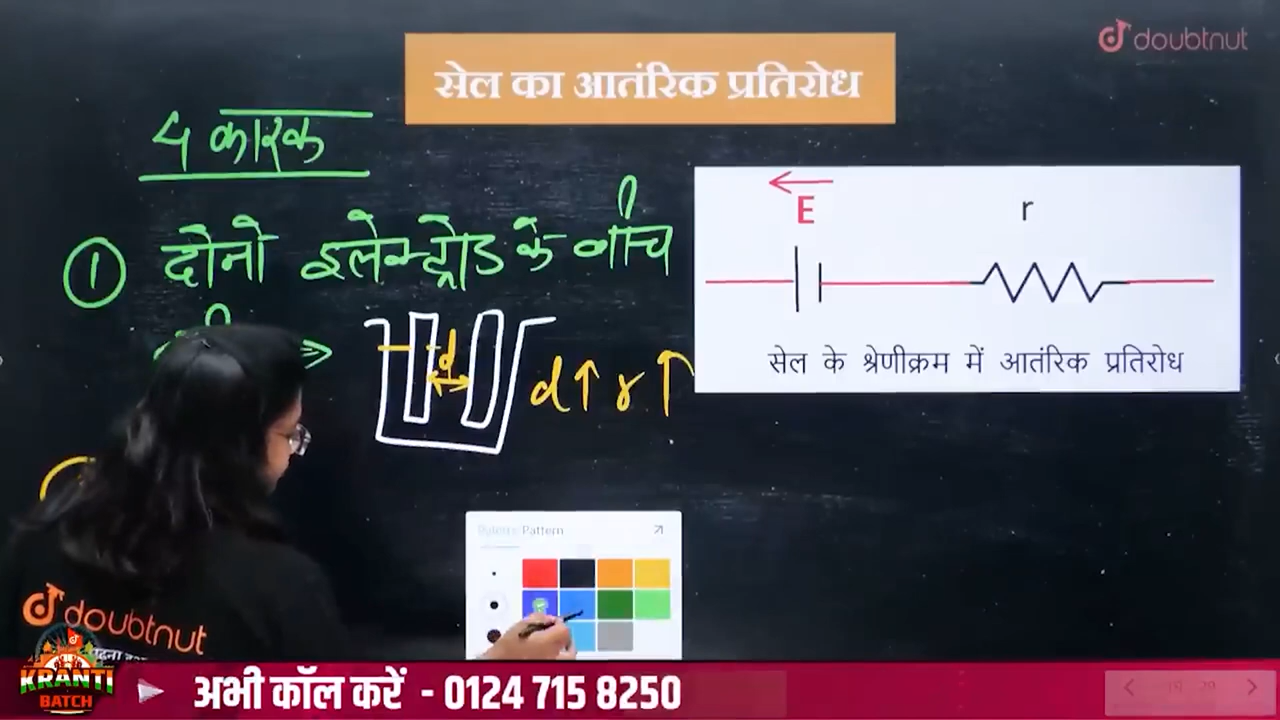 doubtnut
सेल का आतंरिक प्रतिरोध
4 कारक
① दोनो इलेक्ट्रोड के बीच
d
d↑ r↑
E
r
सेल के श्रेणीक्रम में आतंरिक प्रतिरोध
Pattern
doubtnut
KRANTI
BATCH
अभी कॉल करें - 0124 715 8250